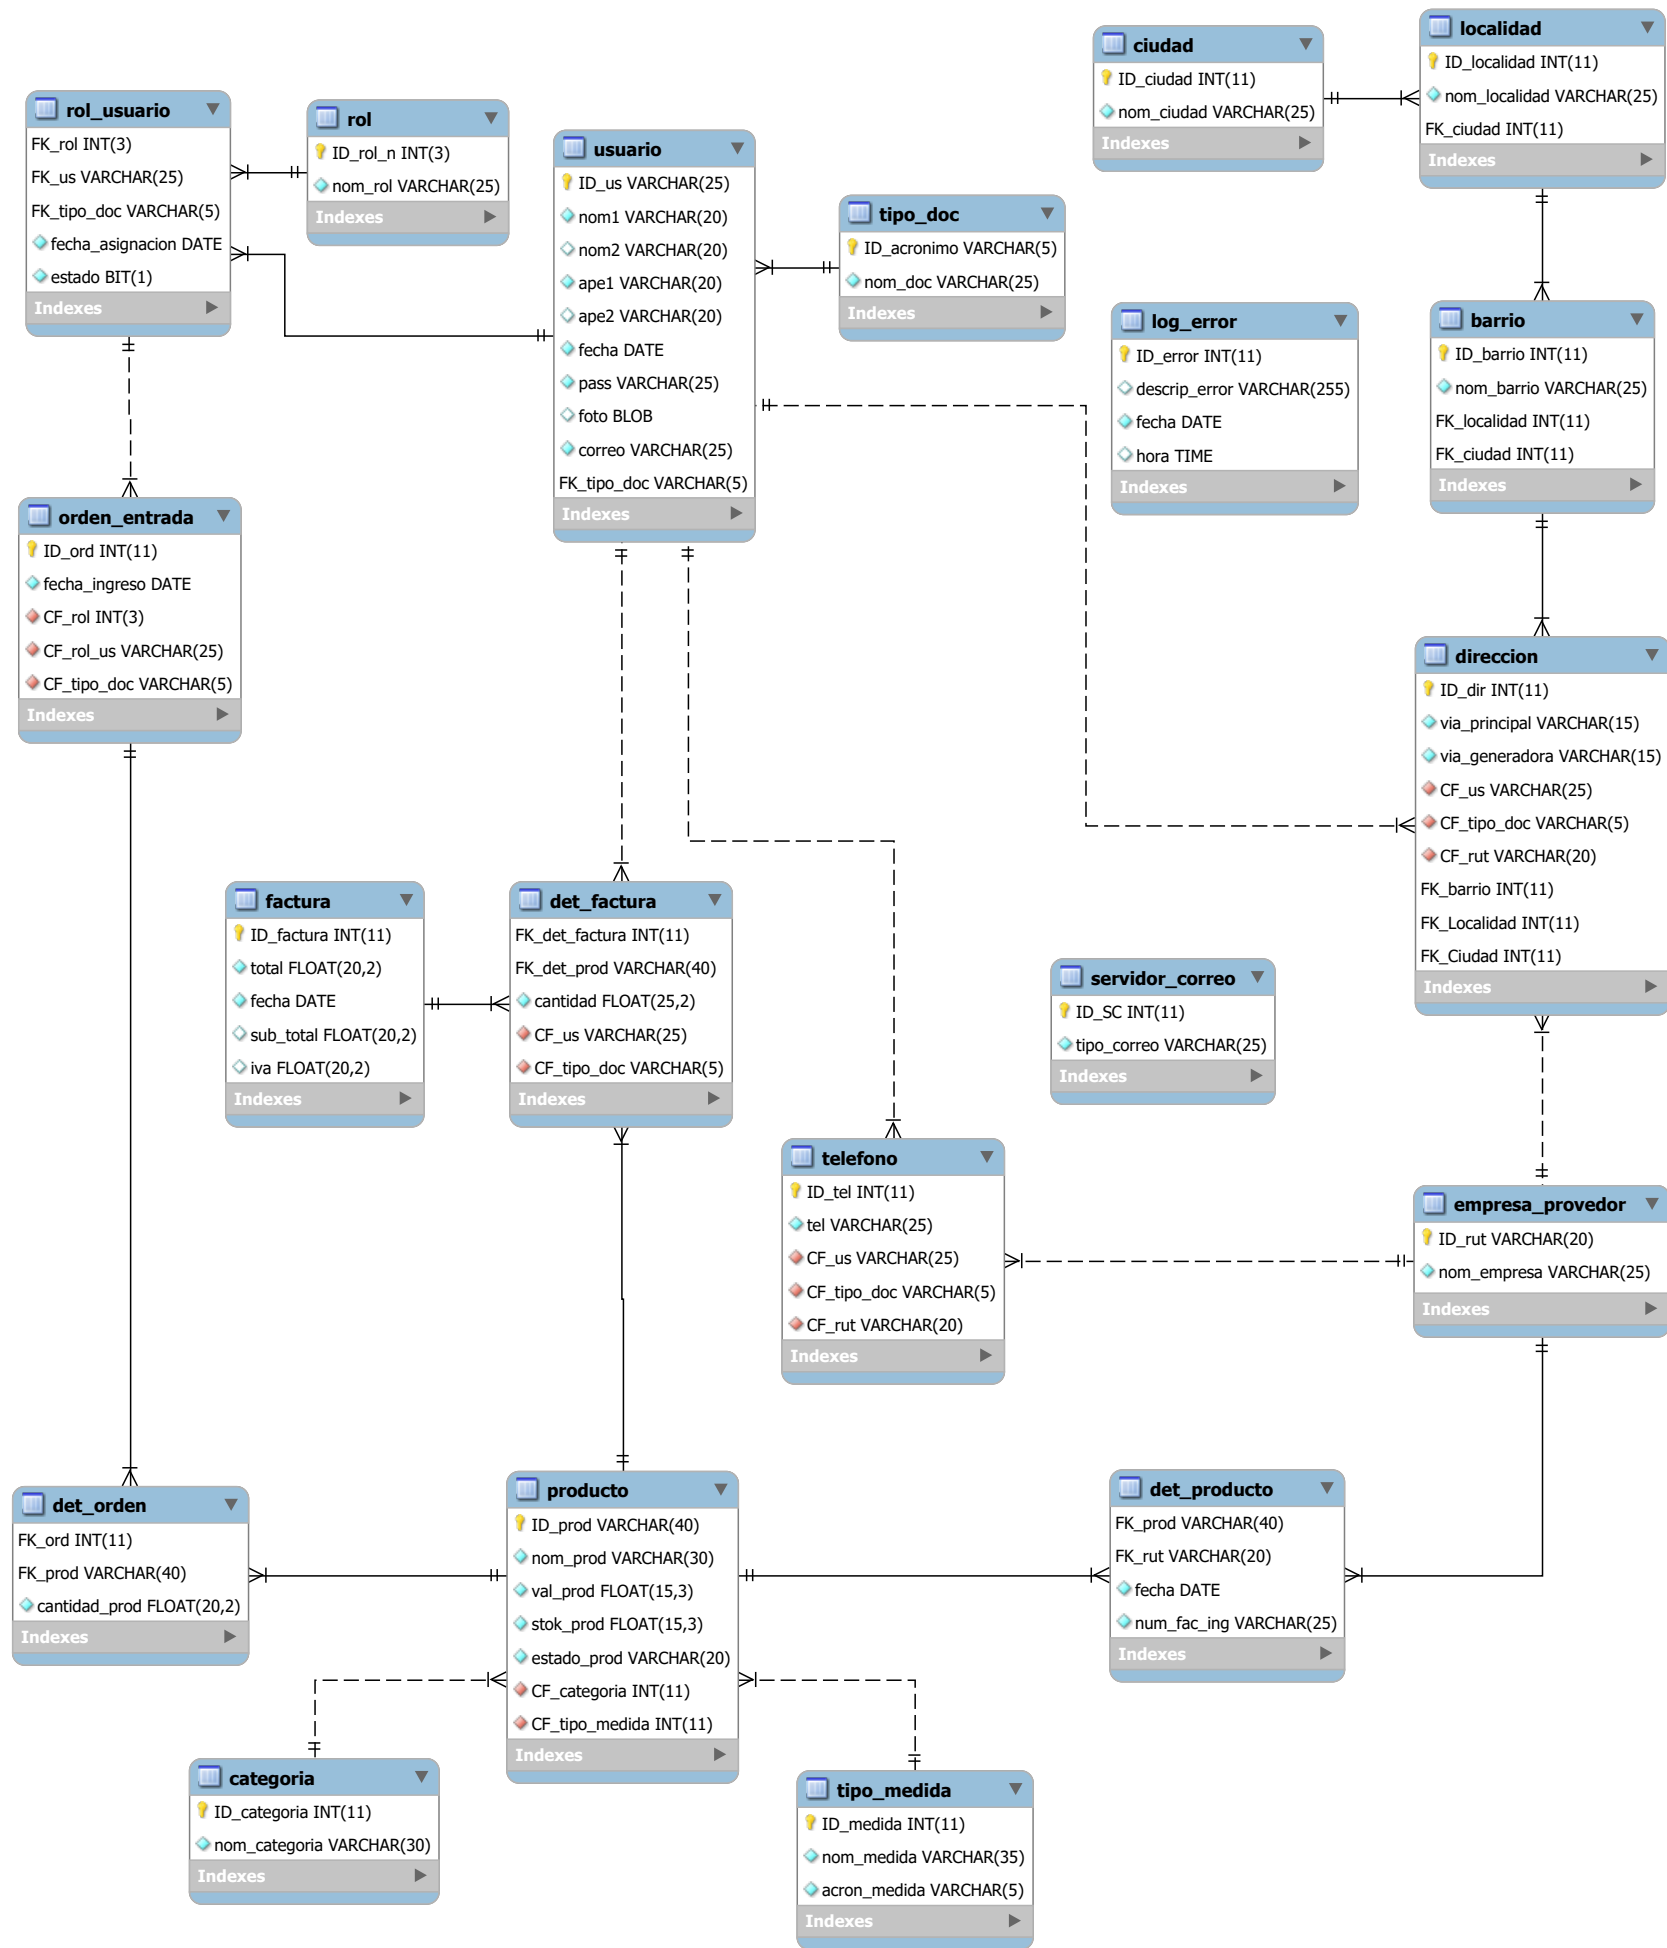 ciudad
ID_ciudad INT(11)
nom_ciudad VARCHAR(25)
Indexes
localidad
ID_localidad INT(11)
nom_localidad VARCHAR(25)
FK_ciudad INT(11)
Indexes
rol_usuario
FK_rol INT(3)
FK_us VARCHAR(25)
FK_tipo_doc VARCHAR(5)
fecha_asignacion DATE
estado BIT(1)
Indexes
rol
ID_rol_n INT(3)
nom_rol VARCHAR(25)
Indexes
usuario
ID_us VARCHAR(25)
nom1 VARCHAR(20)
nom2 VARCHAR(20)
ape1 VARCHAR(20)
ape2 VARCHAR(20)
fecha DATE
pass VARCHAR(25)
foto BLOB
correo VARCHAR(25)
FK_tipo_doc VARCHAR(5)
Indexes
tipo_doc
ID_acronimo VARCHAR(5)
nom_doc VARCHAR(25)
Indexes
log_error
ID_error INT(11)
descrip_error VARCHAR(255)
fecha DATE
hora TIME
Indexes
barrio
ID_barrio INT(11)
nom_barrio VARCHAR(25)
FK_localidad INT(11)
FK_ciudad INT(11)
Indexes
orden_entrada
ID_ord INT(11)
fecha_ingreso DATE
CF_rol INT(3)
CF_rol_us VARCHAR(25)
CF_tipo_doc VARCHAR(5)
Indexes
direccion
ID_dir INT(11)
via_principal VARCHAR(15)
via_generadora VARCHAR(15)
CF_us VARCHAR(25)
CF_tipo_doc VARCHAR(5)
CF_rut VARCHAR(20)
FK_barrio INT(11)
FK_Localidad INT(11)
FK_Ciudad INT(11)
Indexes
factura
ID_factura INT(11)
total FLOAT(20,2)
fecha DATE
sub_total FLOAT(20,2)
iva FLOAT(20,2)
Indexes
det_factura
FK_det_factura INT(11)
FK_det_prod VARCHAR(40)
cantidad FLOAT(25,2)
CF_us VARCHAR(25)
CF_tipo_doc VARCHAR(5)
Indexes
servidor_correo
ID_SC INT(11)
tipo_correo VARCHAR(25)
Indexes
telefono
ID_tel INT(11)
tel VARCHAR(25)
CF_us VARCHAR(25)
CF_tipo_doc VARCHAR(5)
CF_rut VARCHAR(20)
Indexes
empresa_provedor
ID_rut VARCHAR(20)
nom_empresa VARCHAR(25)
Indexes
det_orden
FK_ord INT(11)
FK_prod VARCHAR(40)
cantidad_prod FLOAT(20,2)
Indexes
producto
ID_prod VARCHAR(40)
nom_prod VARCHAR(30)
val_prod FLOAT(15,3)
stok_prod FLOAT(15,3)
estado_prod VARCHAR(20)
CF_categoria INT(11)
CF_tipo_medida INT(11)
Indexes
det_producto
FK_prod VARCHAR(40)
FK_rut VARCHAR(20)
fecha DATE
num_fac_ing VARCHAR(25)
Indexes
categoria
ID_categoria INT(11)
nom_categoria VARCHAR(30)
Indexes
tipo_medida
ID_medida INT(11)
nom_medida VARCHAR(35)
acron_medida VARCHAR(5)
Indexes